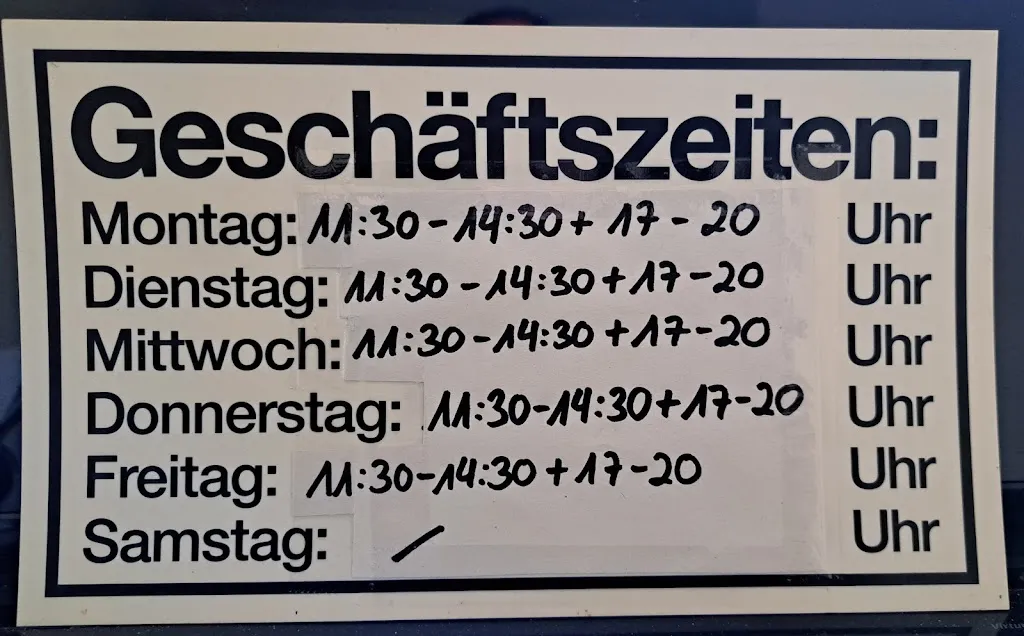 Geschäftszeiten:
Montag: 11:30 - 14:30 + 17 - 20 Uhr
Dienstag: 11:30 - 14:30 + 17 - 20 Uhr
Mittwoch: 11:30 - 14:30 + 17 - 20 Uhr
Donnerstag: 11:30 - 14:30 + 17 - 20 Uhr
Freitag: 11:30 - 14:30 + 17 - 20 Uhr
Samstag: / Uhr